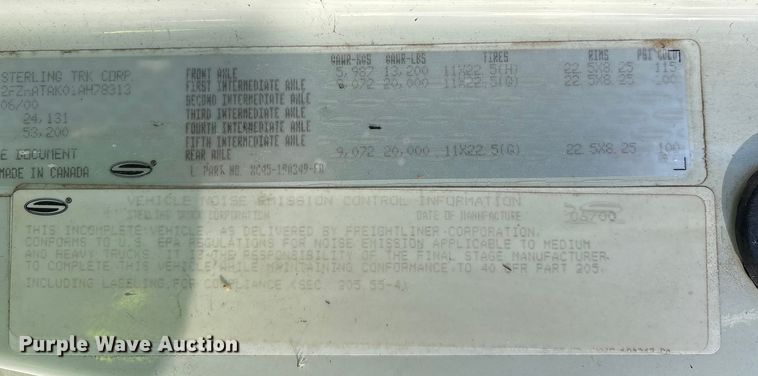 GAWR-KGS GAWR-LBS TIRES RIMS PSI COLD
STERLING TRK CORP. FRONT AXLE 5,987 13,200 11X22.5(H) 22.5X8.25 115
FIRST INTERMEDIATE AXLE 9,072 20,000 11X22.5(G) 22.5X8.25 100
06/00 SECOND INTERMEDIATE AXLE
24,131 THIRD INTERMEDIATE AXLE
53,200 FOURTH INTERMEDIATE AXLE
FIFTH INTERMEDIATE AXLE
E DOCUMENT REAR AXLE 9,072 20,000 11X22.5(G) 22.5X8.25 100
MADE IN CANADA PART NO.
VEHICLE NOISE EMISSION CONTROL INFORMATION
STERLING TRUCK CORPORATION DATE OF MANUFACTURE 06/00
THIS INCOMPLETE VEHICLE, AS DELIVERED BY FREIGHTLINER CORPORATION,
CONFORMS TO U.S. EPA REGULATIONS FOR NOISE EMISSION APPLICABLE TO MEDIUM
AND HEAVY TRUCKS. IT IS THE RESPONSIBILITY OF THE FINAL STAGE MANUFACTURER
TO COMPLETE THIS VEHICLE WHILE MAINTAINING CONFORMANCE TO 40 CFR PART 205,
INCLUDING LABELING FOR COMPLIANCE (SEC. 205 55-4).
Purple Wave Auction